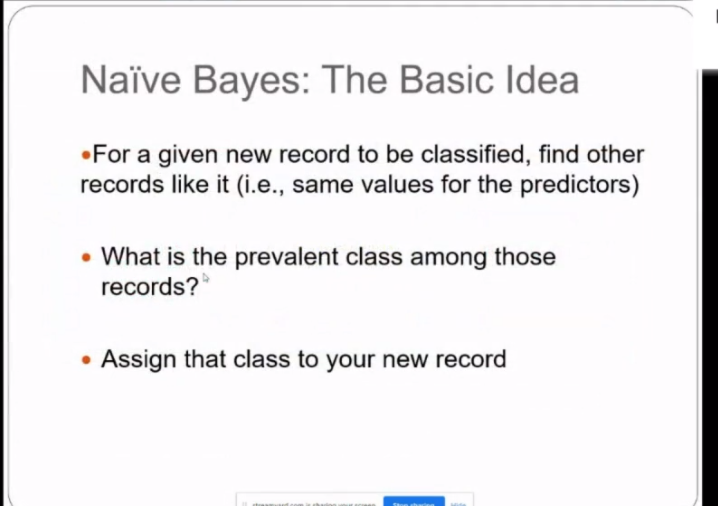 Naïve Bayes: The Basic Idea
•For a given new record to be classified, find other
records like it (i.e., same values for the predictors)
• What is the prevalent class among those
records?
• Assign that class to your new record
Stop sharing Hide